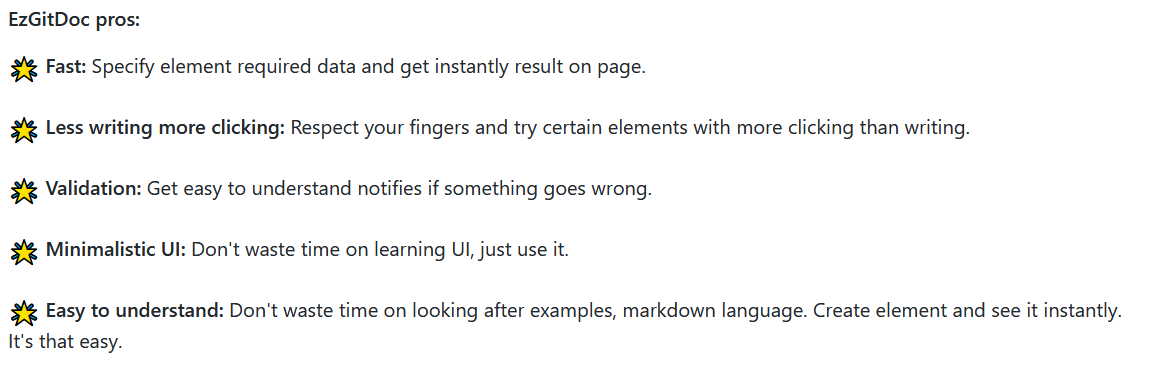 EzGitDoc pros:
Fast: Specify element required data and get instantly result on page.
Less writing more clicking: Respect your fingers and try certain elements with more clicking than writing.
Validation: Get easy to understand notifies if something goes wrong.
Minimalistic UI: Don't waste time on learning UI, just use it.
Easy to understand: Don't waste time on looking after examples, markdown language. Create element and see it instantly.
It's that easy.